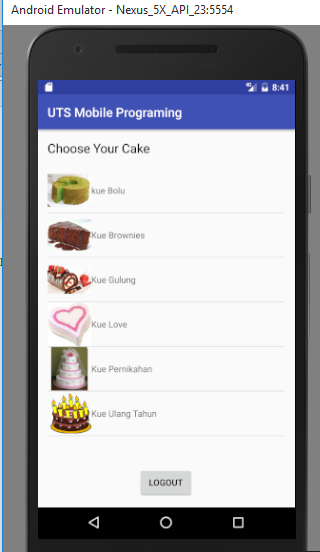 Android Emulator - Nexus_5X_API_23:5554
8:41
UTS Mobile Programing
Choose Your Cake
kue Bolu
Kue Brownies
Kue Gulung
Kue Love
Kue Pernikahan
Kue Ulang Tahun
LOGOUT